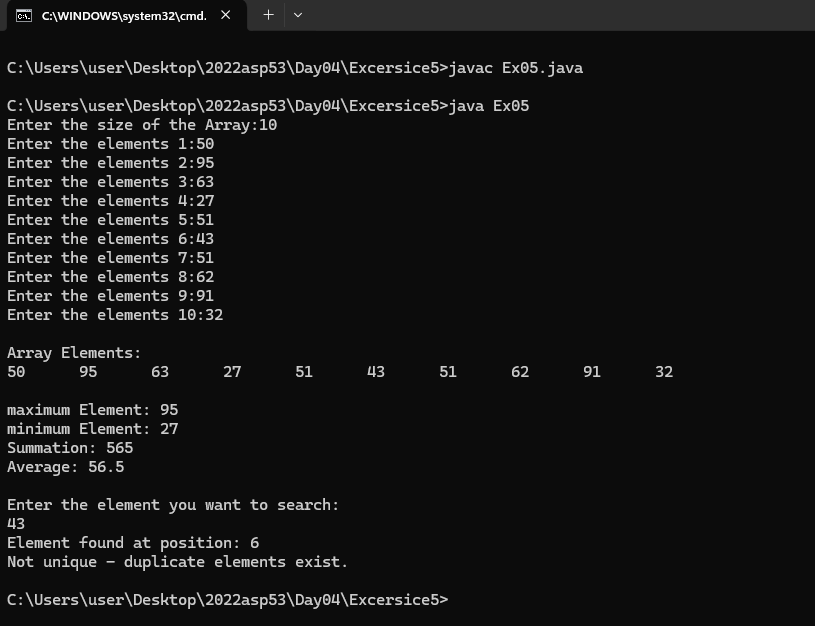 C:\WINDOWS\system32\cmd.
C:\Users\user\Desktop\2022asp53\Day04\Excersice5>javac Ex05.java
C:\Users\user\Desktop\2022asp53\Day04\Excersice5>java Ex05
Enter the size of the Array:10
Enter the elements 1:50
Enter the elements 2:95
Enter the elements 3:63
Enter the elements 4:27
Enter the elements 5:51
Enter the elements 6:43
Enter the elements 7:51
Enter the elements 8:62
Enter the elements 9:91
Enter the elements 10:32
Array Elements:
50 95 63 27 51 43 51 62 91 32
maximum Element: 95
minimum Element: 27
Summation: 565
Average: 56.5
Enter the element you want to search:
43
Element found at position: 6
Not unique – duplicate elements exist.
C:\Users\user\Desktop\2022asp53\Day04\Excersice5>